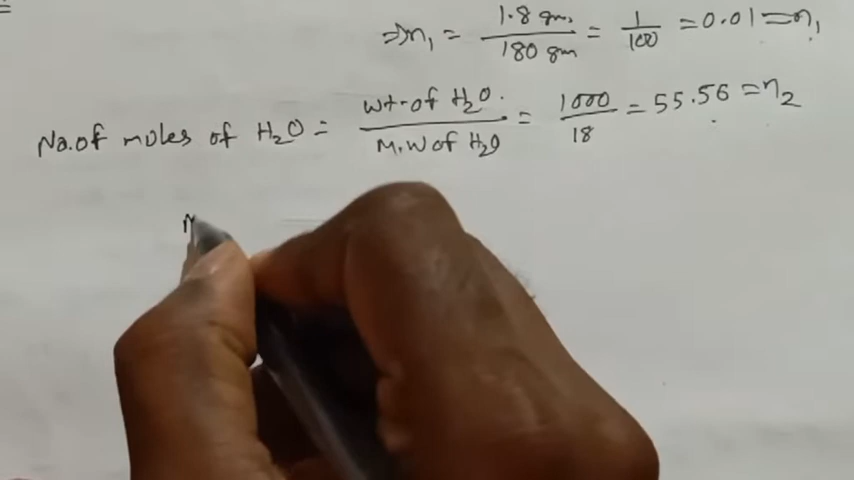 =
⇒ n₁ = 1.8 gm. / 180 gm = 1 / 100 = 0.01 = n₁
No. of moles of H₂O = wt. of H₂O. / M.W of H₂O = 1000 / 18 = 55.56 = n₂